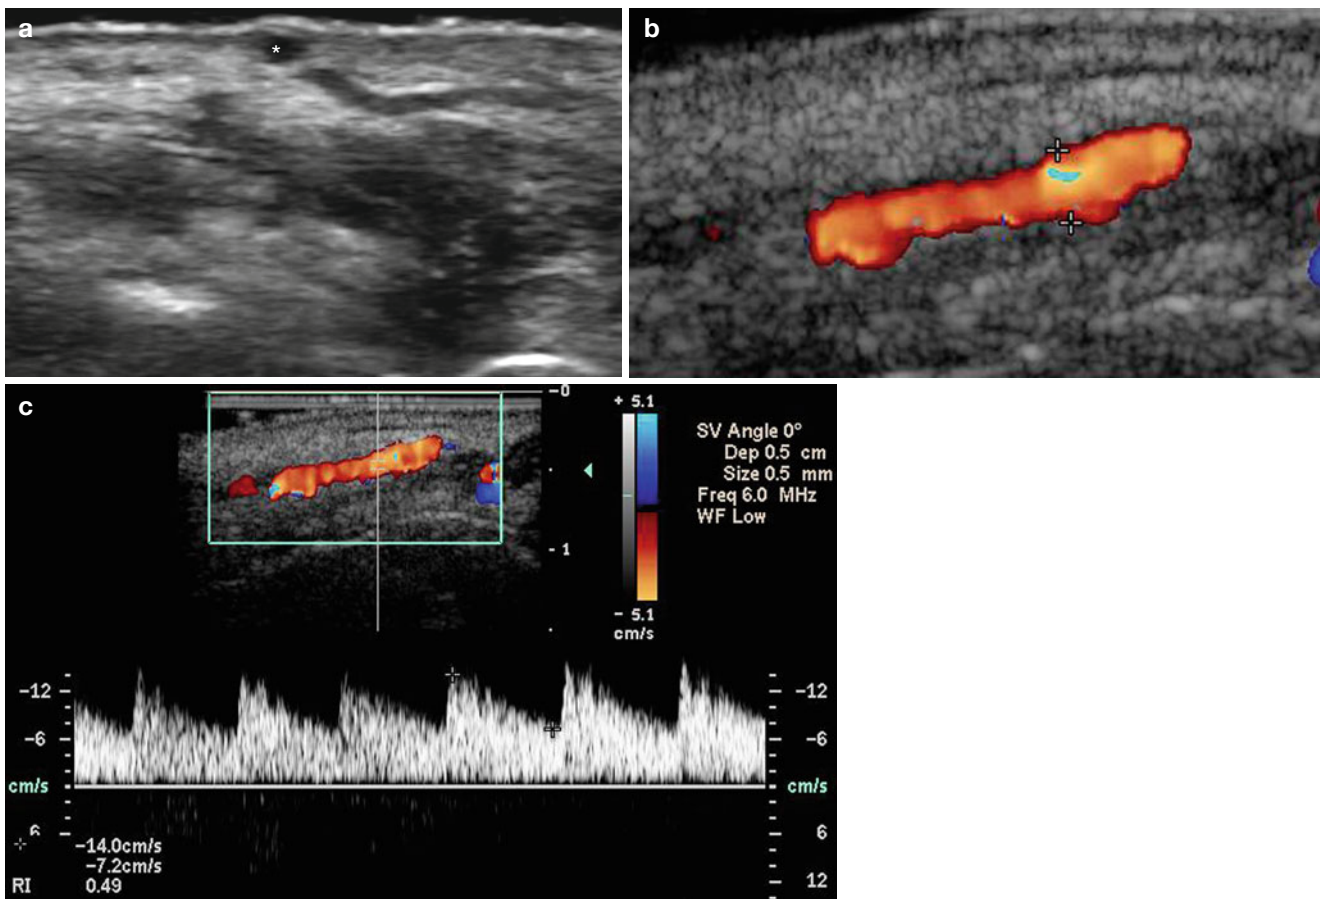 a
*
b
c
0
1
+ 5.1
- 5.1
cm/s
SV Angle 0°
Dep 0.5 cm
Size 0.5 mm
Freq 6.0 MHz
WF Low
-12
-12
-6
-6
cm/s
cm/s
6
6
12
-14.0cm/s
-7.2cm/s
RI 0.49